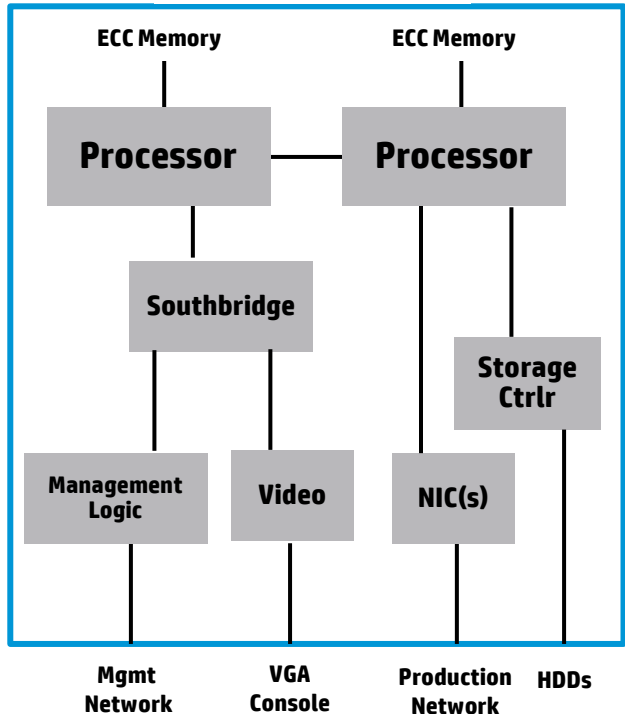 ECC Memory
ECC Memory
Processor
Processor
Southbridge
Storage
Ctrlr
Management
Logic
Video
NIC(s)
Mgmt
Network
VGA
Console
Production
Network
HDDs